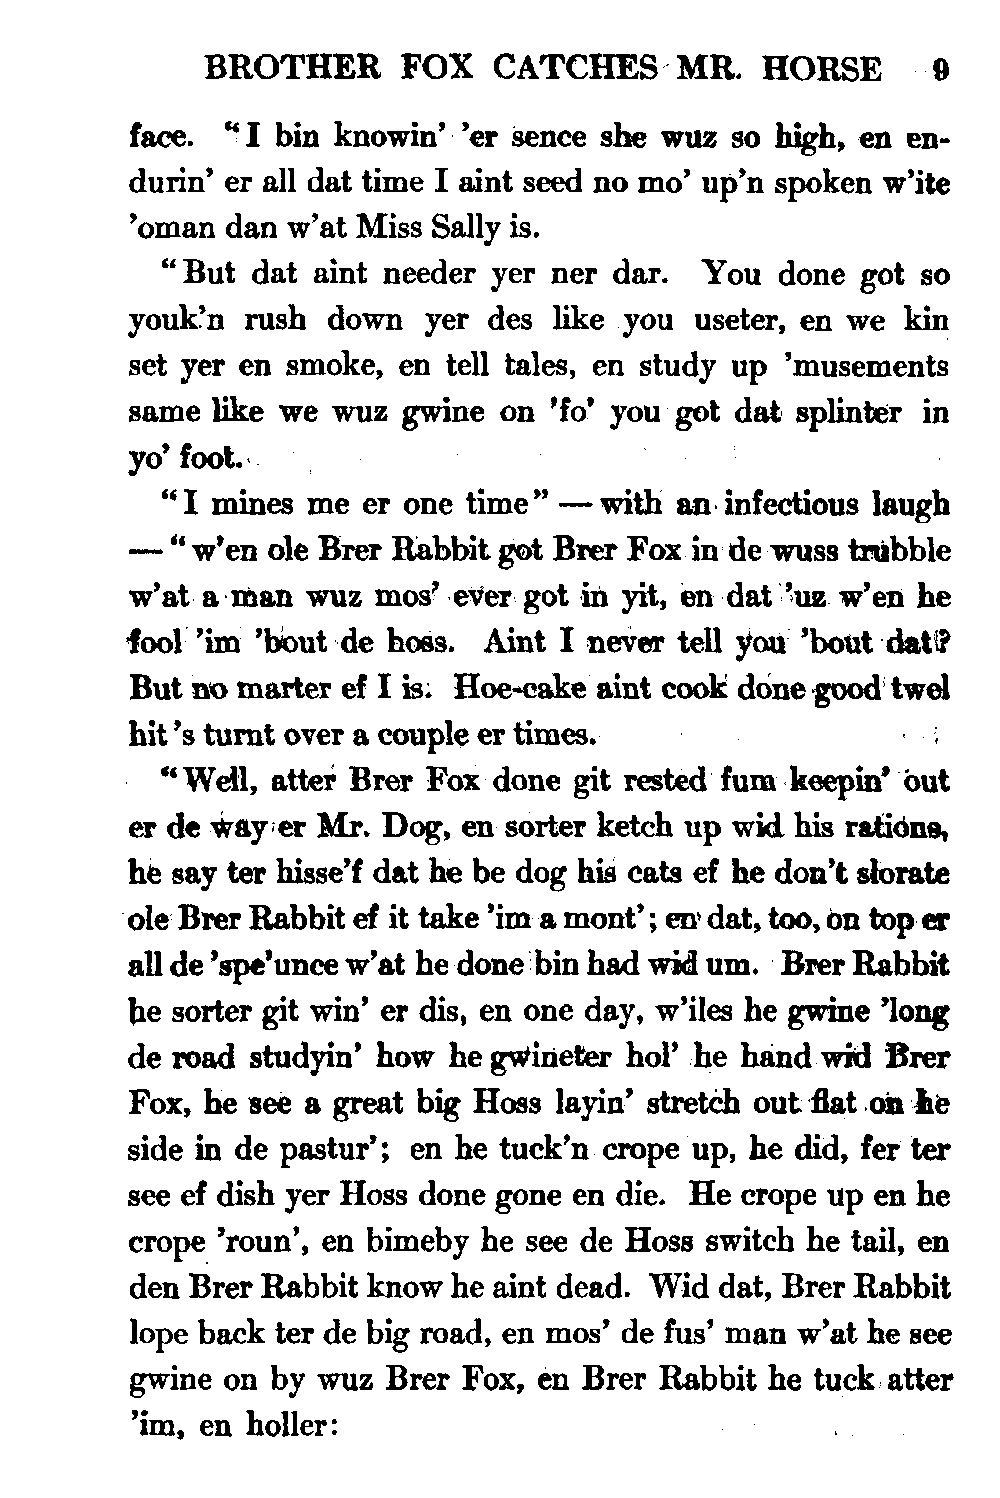 BROTHER FOX CATCHES MR. HORSE 9
face. "I bin knowin' 'er sence she wuz so high, en en-
durin' er all dat time I aint seed no mo' up'n spoken w'ite
'oman dan w'at Miss Sally is.
"But dat aint needer yer ner dar. You done got so
youk'n rush down yer des like you useter, en we kin
set yer en smoke, en tell tales, en study up 'musements
same like we wuz gwine on 'fo' you got dat splinter in
yo' foot.
"I mines me er one time" — with an infectious laugh
— "w'en ole Brer Rabbit got Brer Fox in de wuss trubble
w'at a man wuz mos' ever got in yit, en dat 'uz w'en he
fool 'im 'bout de hoss. Aint I never tell you 'bout dat?
But no marter ef I is. Hoe-cake aint cook done good twel
hit 's turnt over a couple er times.
"Well, atter Brer Fox done git rested fum keepin' out
er de way er Mr. Dog, en sorter ketch up wid his rations,
he say ter hisse'f dat he be dog his cats ef he don't slorate
ole Brer Rabbit ef it take 'im a mont'; en dat, too, on top er
all de 'spe'unce w'at he done bin had wid um. Brer Rabbit
he sorter git win' er dis, en one day, w'iles he gwine 'long
de road studyin' how he gwineter hol' he hand wid Brer
Fox, he see a great big Hoss layin' stretch out flat on he
side in de pastur'; en he tuck'n crope up, he did, fer ter
see ef dish yer Hoss done gone en die. He crope up en he
crope 'roun', en bimeby he see de Hoss switch he tail, en
den Brer Rabbit know he aint dead. Wid dat, Brer Rabbit
lope back ter de big road, en mos' de fus' man w'at he see
gwine on by wuz Brer Fox, en Brer Rabbit he tuck atter
'im, en holler: